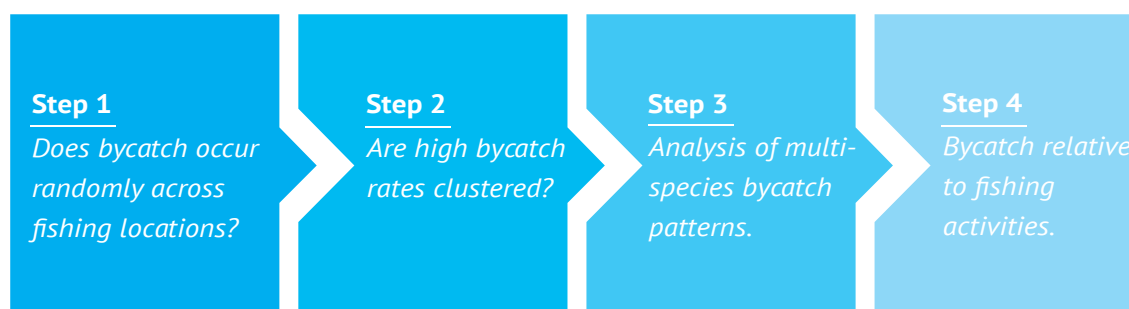 Step 1
Does bycatch occur
randomly across
fishing locations?
Step 2
Are high bycatch
rates clustered?
Step 3
Analysis of multi-
species bycatch
patterns.
Step 4
Bycatch relative
to fishing
activities.